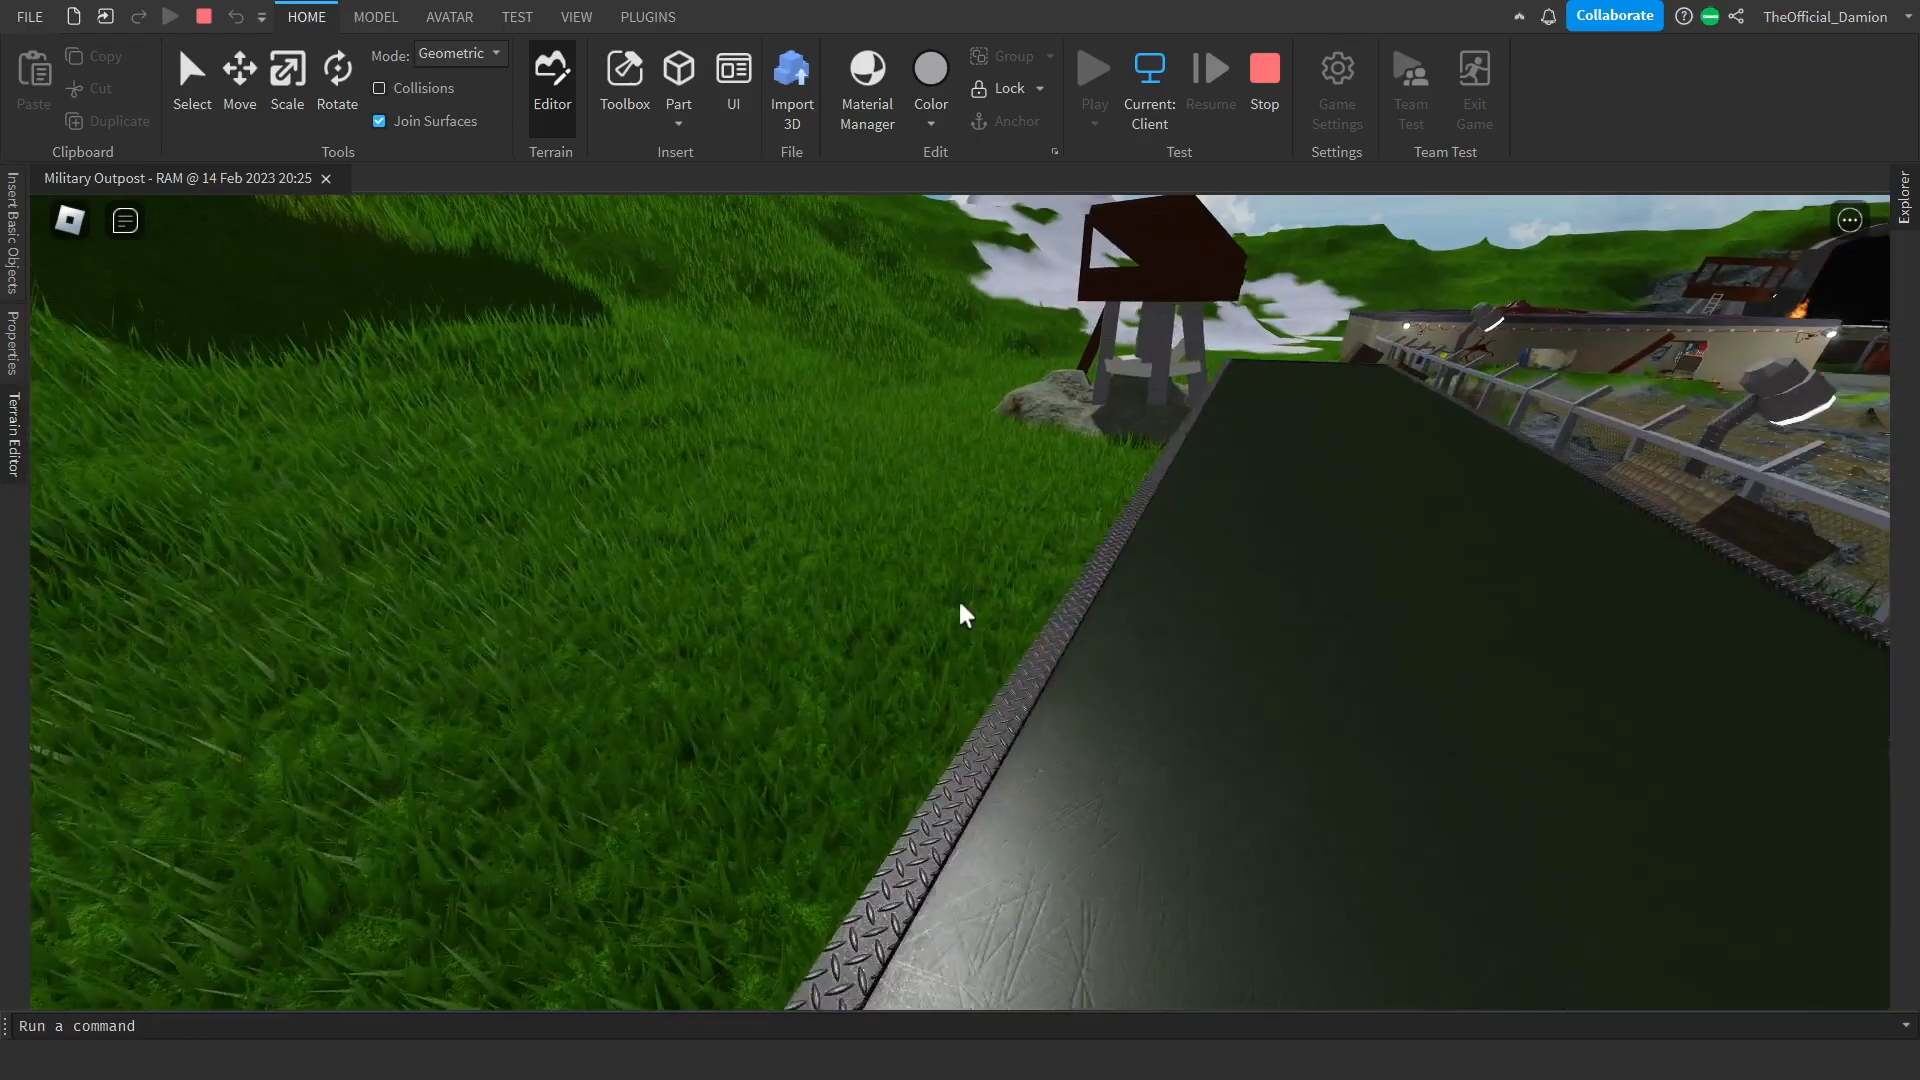 FILE HOME MODEL AVATAR TEST VIEW PLUGINS Collaborate TheOfficial_Damion
Paste Copy Cut Duplicate
Clipboard
Select Move Scale Rotate
Mode: Geometric
Collisions
Join Surfaces
Tools
Editor
Terrain
Toolbox Part UI
Insert
Import 3D
File
Material Manager Color
Group
Lock
Anchor
Edit
Play Current: Client Resume Stop
Test
Game Settings
Settings
Team Test Exit Game
Team Test
Military Outpost - RAM @ 14 Feb 2023 20:25
Insert Basic Objects
Properties
Terrain Editor
Explorer
Run a command